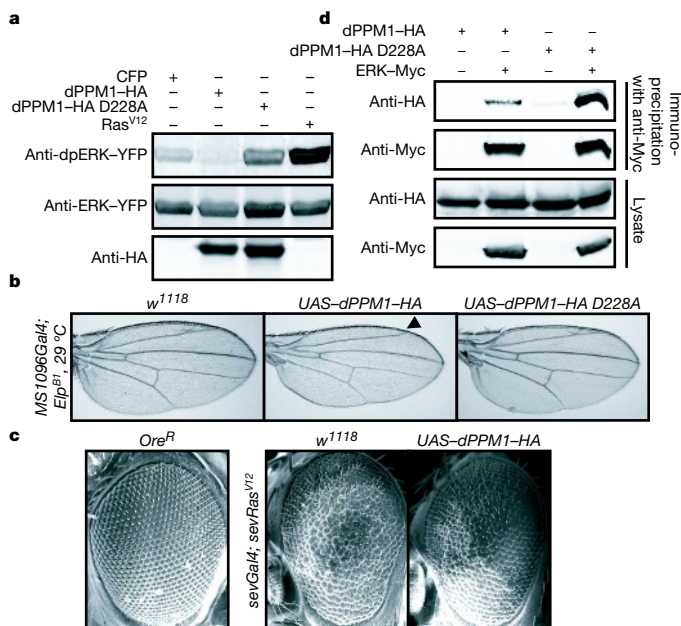 a
CFP + – – –
dPPM1–HA – + – –
dPPM1–HA D228A – – + –
Ras^V12 – – – +
Anti-dpERK–YFP
Anti-ERK–YFP
Anti-HA
d
dPPM1–HA + + – –
dPPM1–HA D228A – – + +
ERK–Myc – + – +
Anti-HA
Anti-Myc
Anti-HA
Anti-Myc
Immuno-
precipitation
with anti-Myc
Lysate
b
w^1118
UAS–dPPM1–HA
UAS–dPPM1–HA D228A
MS1096Gal4;
Elp^B1, 29 °C
c
Ore^R
w^1118
UAS–dPPM1–HA
sevGal4; sevRas^V12